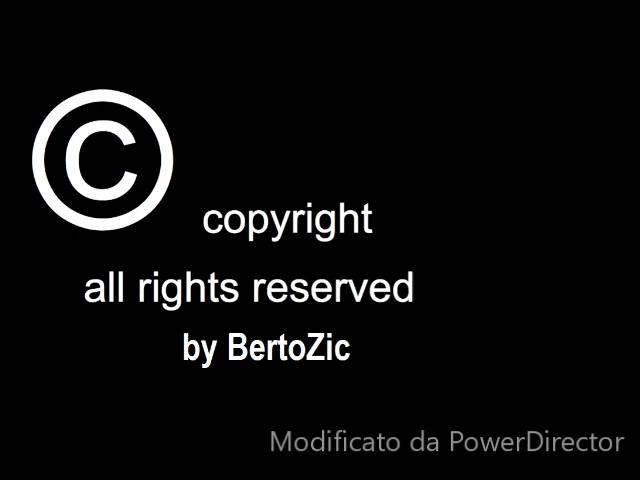 ©
copyright
all rights reserved
by BertoZic
Modificato da PowerDirector